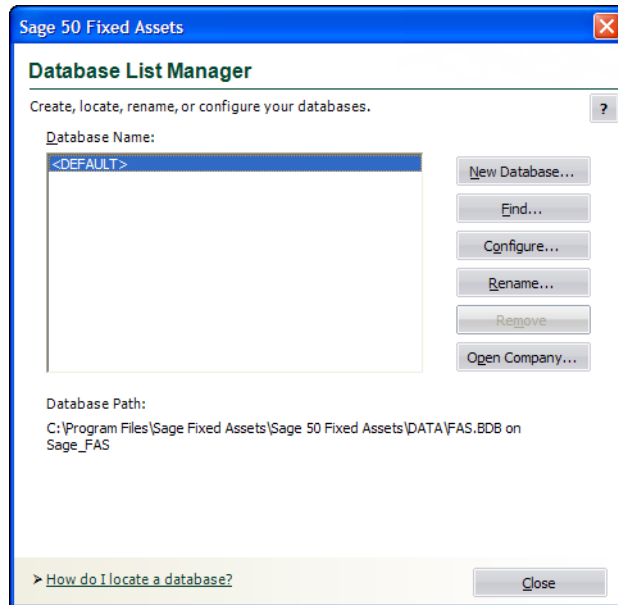 Sage 50 Fixed Assets
Database List Manager
Create, locate, rename, or configure your databases.
?
Database Name:
<DEFAULT>
New Database...
Find...
Configure...
Rename...
Remove
Open Company...
Database Path:
C:\Program Files\Sage Fixed Assets\Sage 50 Fixed Assets\DATA\FAS.BDB on
Sage_FAS
➤ How do I locate a database?
Close